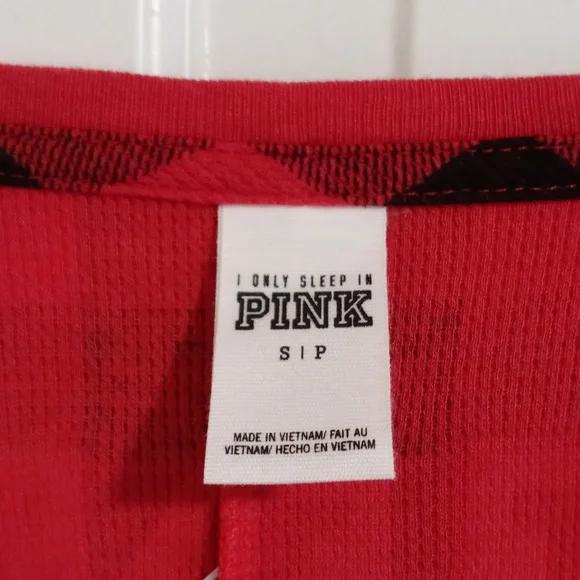 I ONLY SLEEP IN
PINK
S | P
MADE IN VIETNAM/ FAIT AU
VIETNAM/ HECHO EN VIETNAM